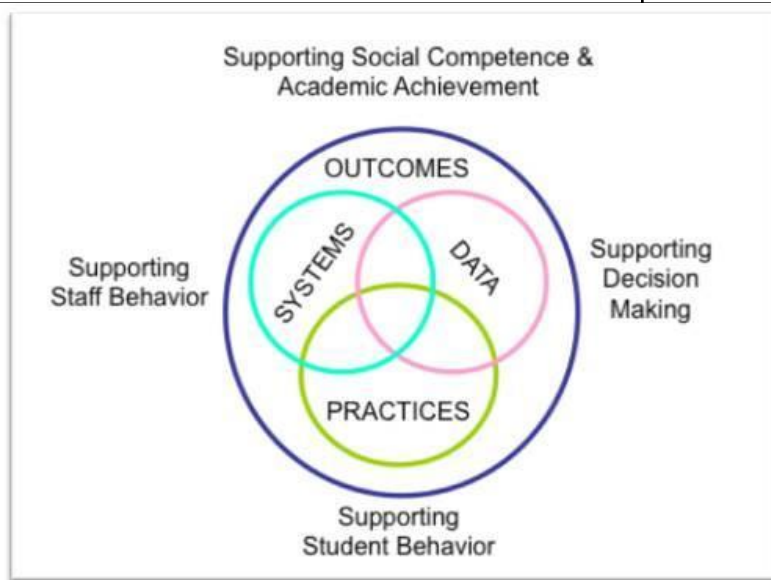 Supporting Social Competence &
Academic Achievement
OUTCOMES
SYSTEMS
DATA
Supporting
Staff Behavior
Supporting
Decision
Making
PRACTICES
Supporting
Student Behavior